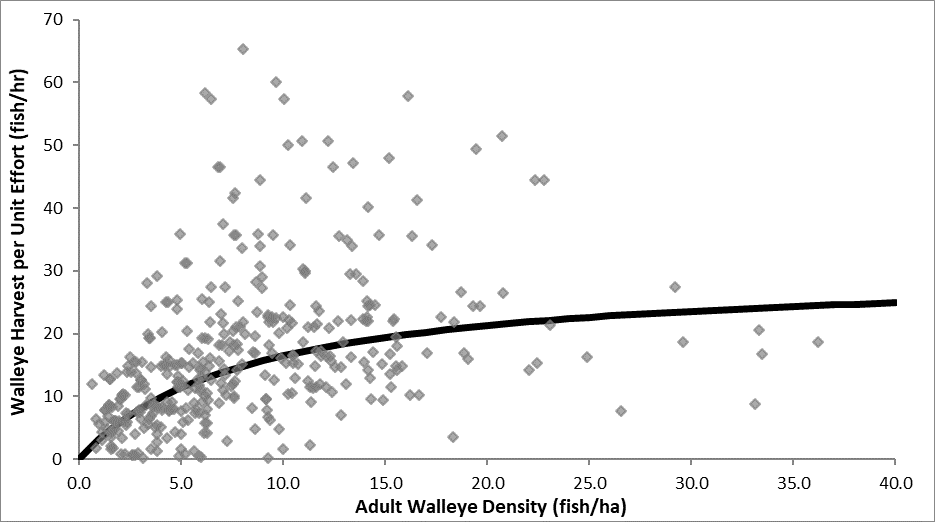 70
60
50
40
30
20
10
0
Walleye Harvest per Unit Effort (fish/hr)
0.0 5.0 10.0 15.0 20.0 25.0 30.0 35.0 40.0
Adult Walleye Density (fish/ha)